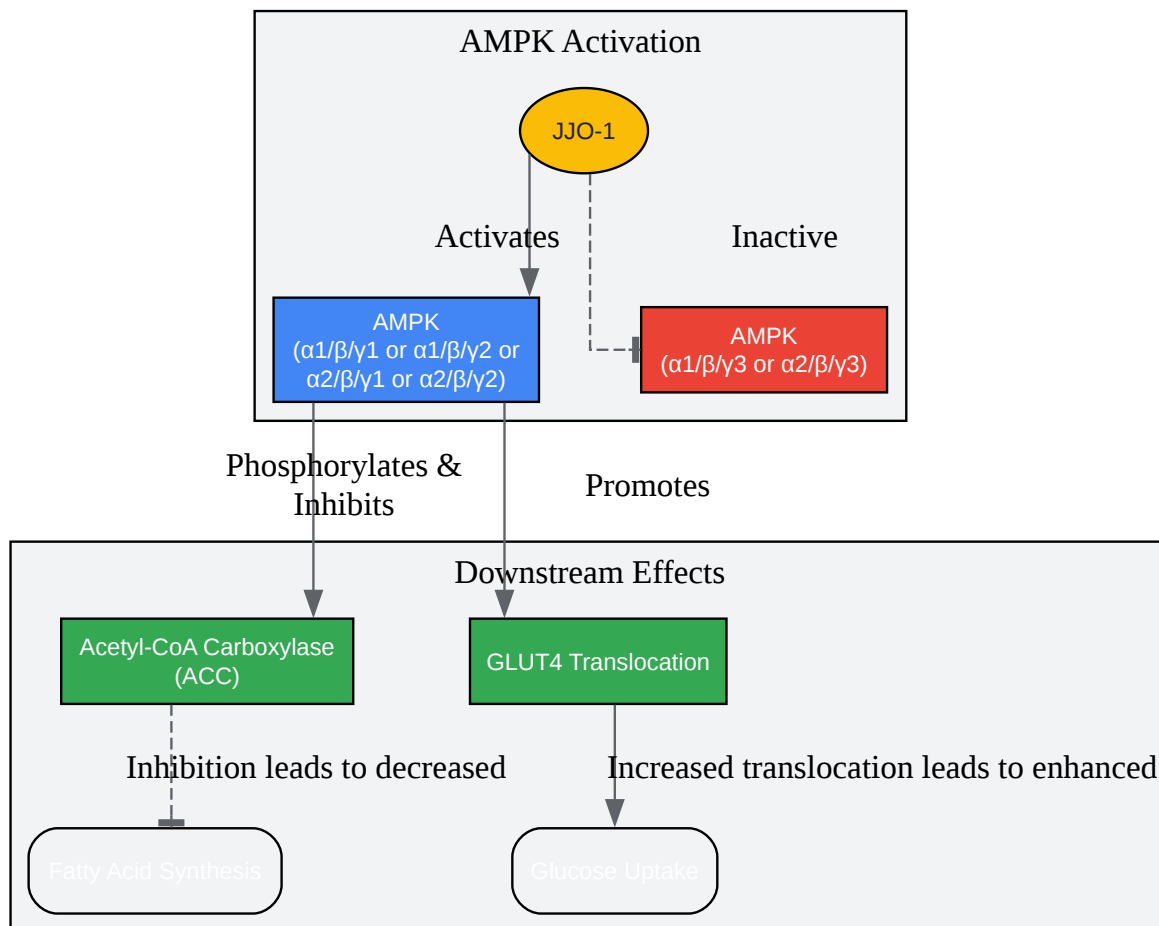 AMPK Activation
JJO-1
Activates
Inactive
AMPK
(α1/β/γ1 or α1/β/γ2 or
α2/β/γ1 or α2/β/γ2)
AMPK
(α1/β/γ3 or α2/β/γ3)
Phosphorylates &
Inhibits
Promotes
Downstream Effects
Acetyl-CoA Carboxylase
(ACC)
GLUT4 Translocation
Inhibition leads to decreased
Increased translocation leads to enhanced
Fatty Acid Synthesis
Glucose Uptake